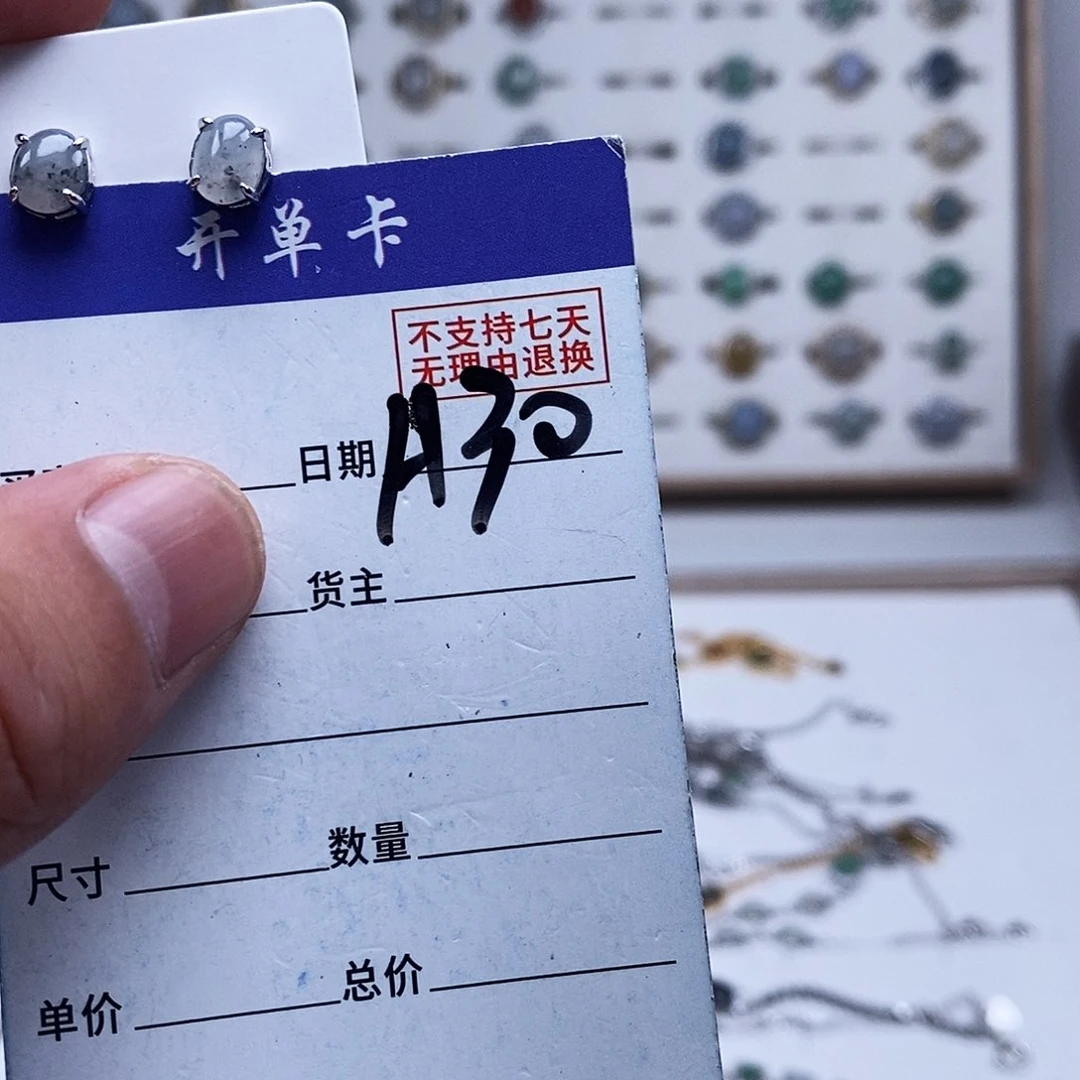 开单卡
不支持七天
无理由退换
日期 A30
货主
尺寸 数量
单价 总价